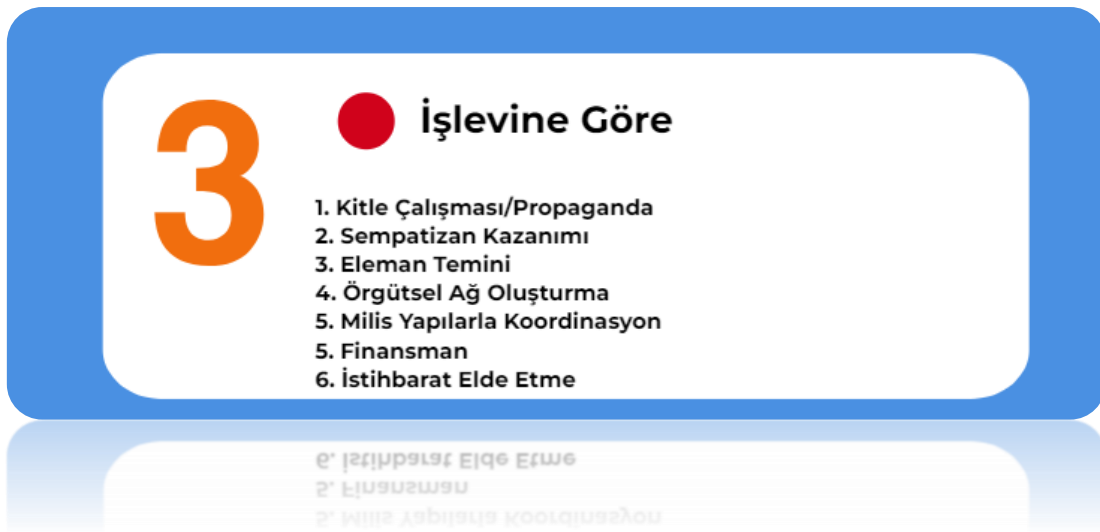 3
İşlevine Göre
1. Kitle Çalışması/Propaganda
2. Sempatizan Kazanımı
3. Eleman Temini
4. Örgütsel Ağ Oluşturma
5. Milis Yapılarla Koordinasyon
5. Finansman
6. İstihbarat Elde Etme